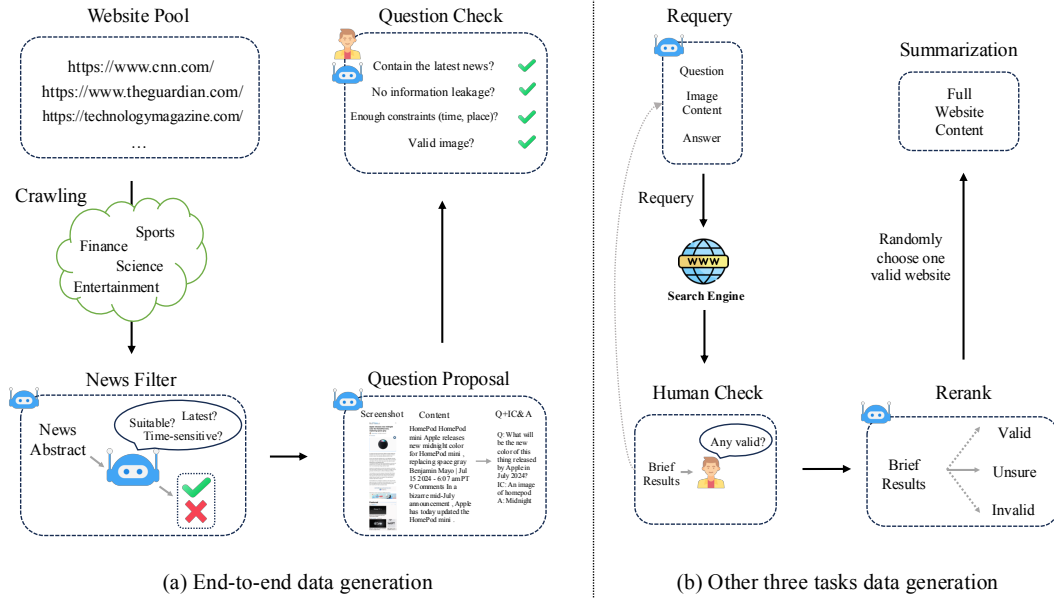 Website Pool
https://www.cnn.com/
https://www.theguardian.com/
https://technologymagazine.com/
...
Crawling
Sports
Finance
Science
Entertainment
News Filter
News
Abstract
Suitable?
Latest?
Time-sensitive?
Question Check
Contain the latest news?
No information leakage?
Enough constraints (time, place)?
Valid image?
Question Proposal
Screenshot
Content
Q+IC& A
HomePod HomePod
mini Apple releases
new midnight color
for HomePod mini ,
replacing space gray
Benjamin Mayo | Jul
15 2024 - 6:07 am PT
9 Comments In a
bizarre mid-July
announcement , Apple
has today updated the
HomePod mini .
Q: What will
be the new
color of this
thing released
by Apple in
July 2024?
IC: An image
of homepod
A: Midnight
(a) End-to-end data generation
Requery
Question
Image
Content
Answer
Requery
WWW
Search Engine
Human Check
Any valid?
Brief
Results
Rerank
Brief
Results
Valid
Unsure
Invalid
Randomly
choose one
valid website
Summarization
Full
Website
Content
(b) Other three tasks data generation